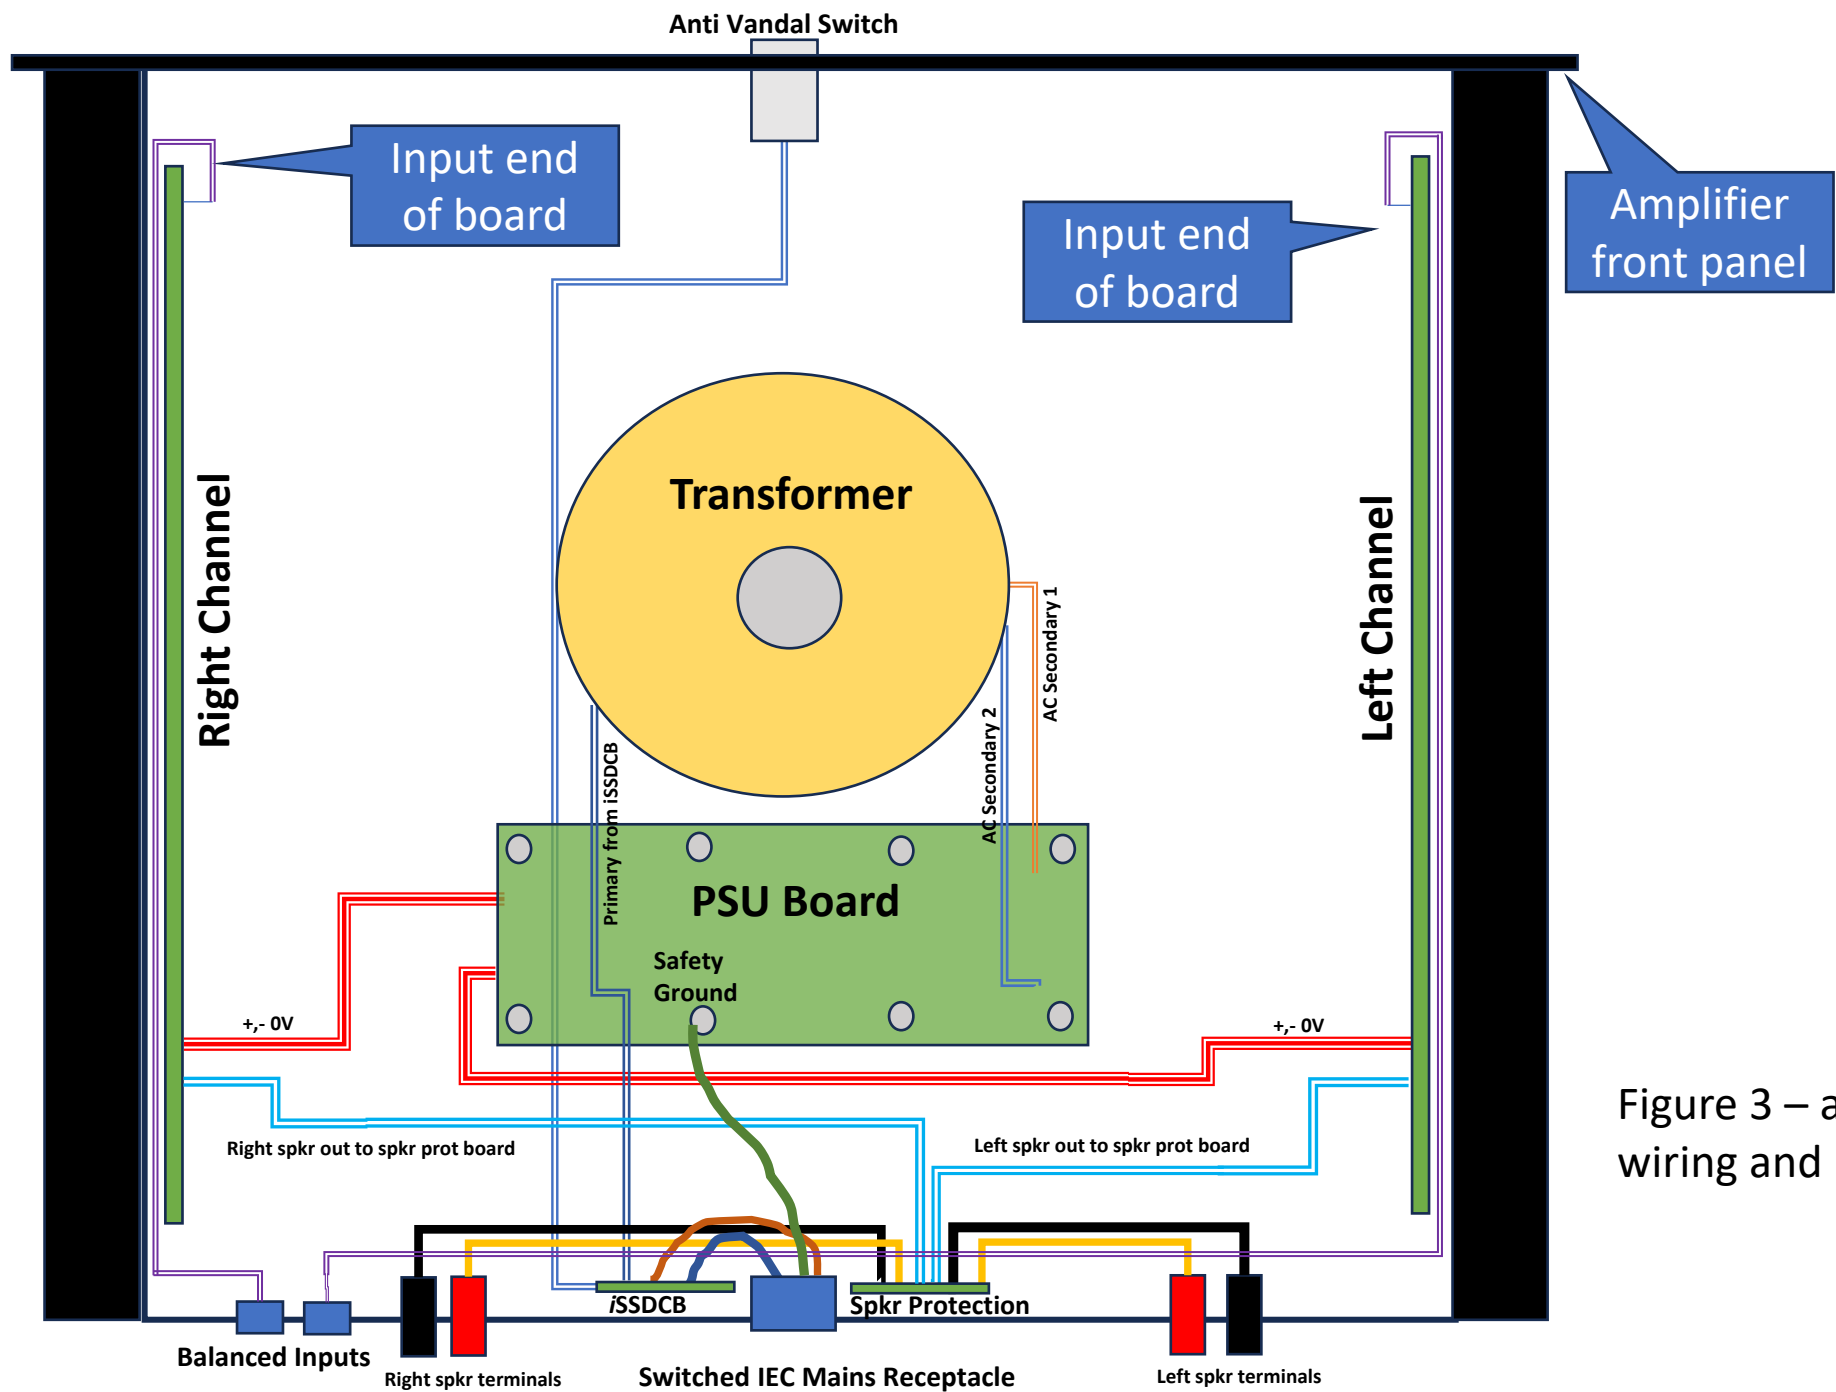 Anti Vandal Switch
Input end
of board
Input end
of board
Amplifier
front panel
Transformer
Right Channel
Left Channel
AC Secondary 1
AC Secondary 2
Primary from iSSDCB
PSU Board
Safety
Ground
+,- 0V
+,- 0V
Right spkr out to spkr prot board
Left spkr out to spkr prot board
Figure 3 – a
wiring and
iSSDCB
Spkr Protection
Balanced Inputs
Right spkr terminals
Switched IEC Mains Receptacle
Left spkr terminals